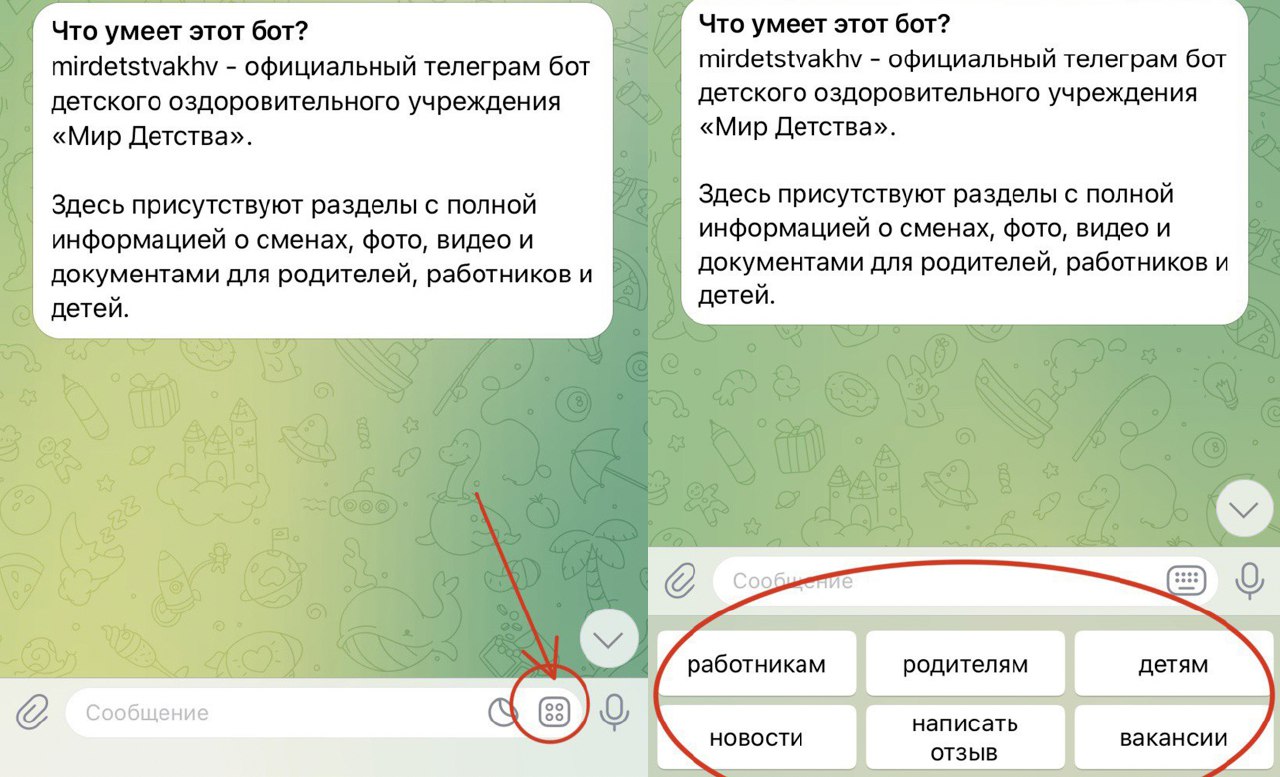 Что умеет этот бот?
mirdetstvakhv - официальный телеграм бот
детского оздоровительного учреждения
«Мир Детства».
Здесь присутствуют разделы с полной
информацией о сменах, фото, видео и
документами для родителей, работников и
детей.
Сообщение
Что умеет этот бот?
mirdetstvakhv - официальный телеграм бот
детского оздоровительного учреждения
«Мир Детства».
Здесь присутствуют разделы с полной
информацией о сменах, фото, видео и
документами для родителей, работников и
детей.
Сообщение
работникам
родителям
детям
новости
написать
отзыв
вакансии